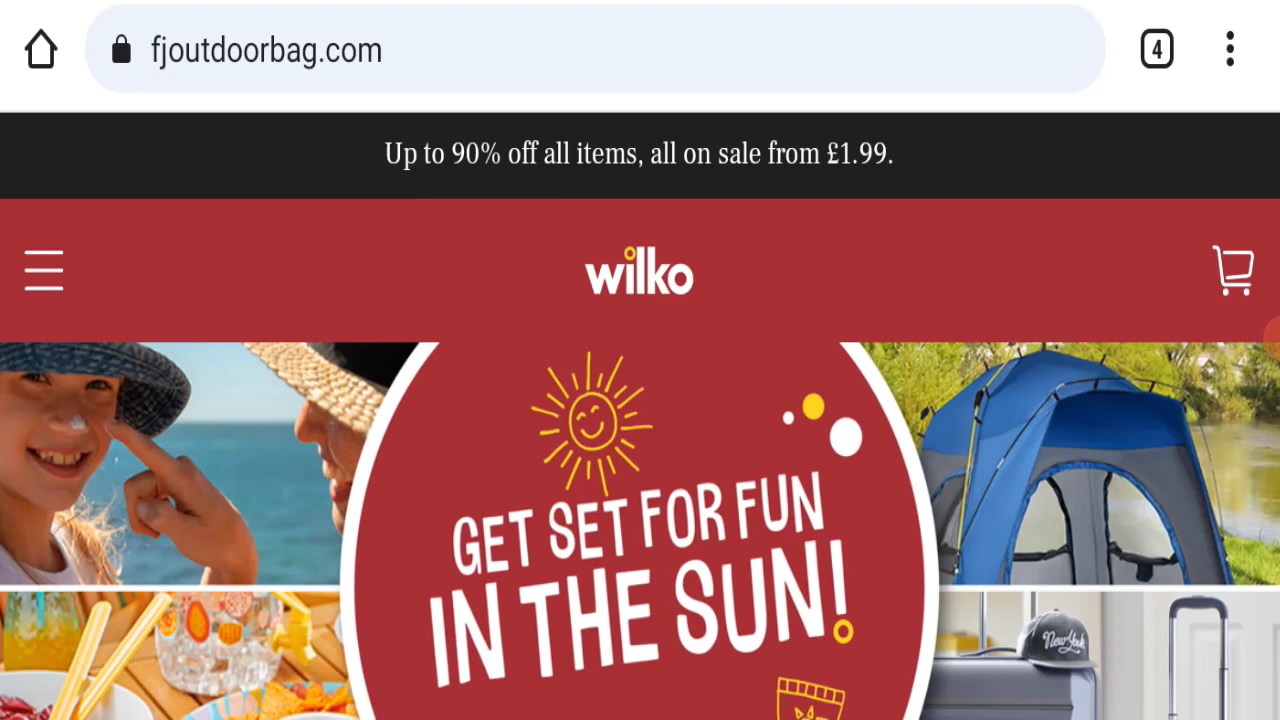 fjoutdoorbag.com
4
Up to 90% off all items, all on sale from £1.99.
wilko
GET SET FOR FUN
IN THE SUN!
New York